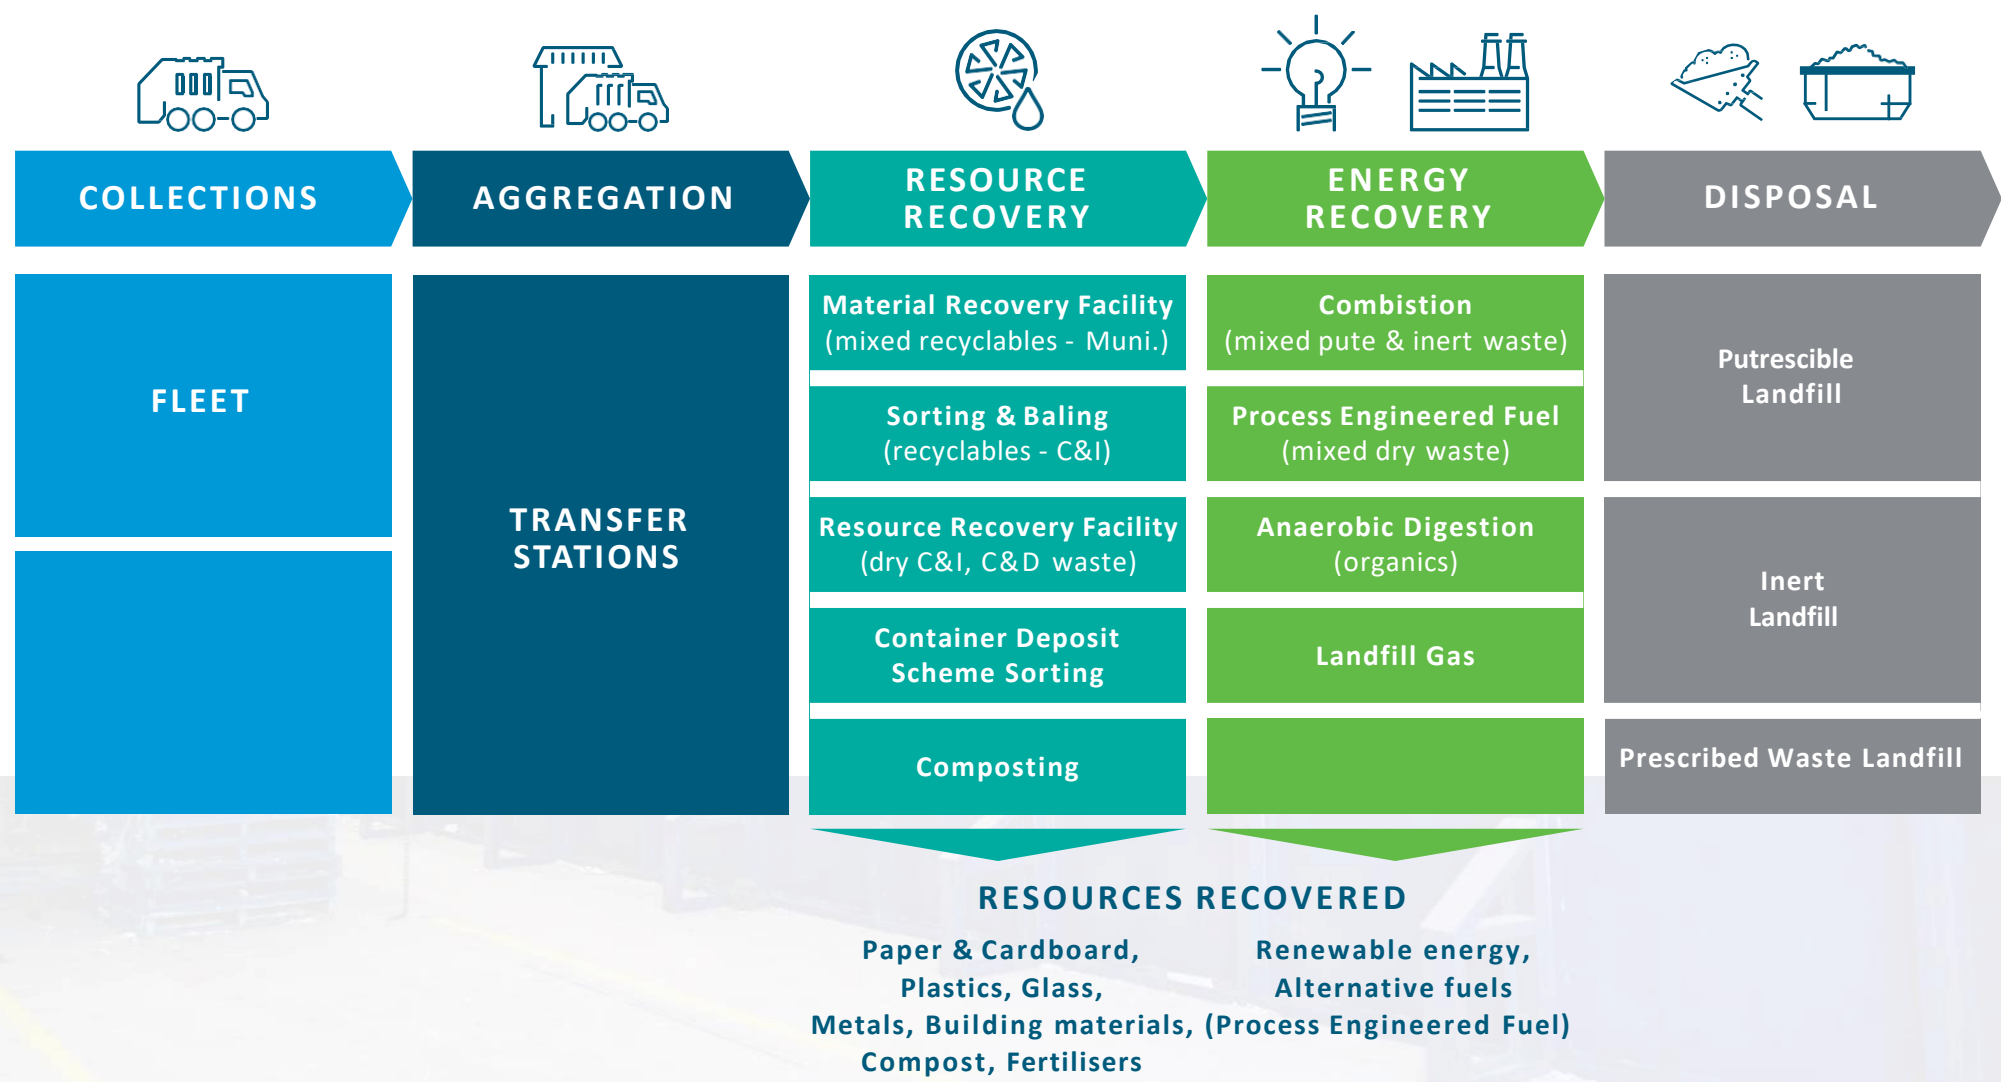 COLLECTIONS
AGGREGATION
RESOURCE
RECOVERY
ENERGY
RECOVERY
DISPOSAL
FLEET
TRANSFER
STATIONS
Material Recovery Facility
(mixed recyclables - Muni.)
Sorting & Baling
(recyclables - C&I)
Resource Recovery Facility
(dry C&I, C&D waste)
Container Deposit
Scheme Sorting
Composting
Combistion
(mixed pute & inert waste)
Process Engineered Fuel
(mixed dry waste)
Anaerobic Digestion
(organics)
Landfill Gas
Putrescible
Landfill
Inert
Landfill
Prescribed Waste Landfill
RESOURCES RECOVERED
Paper & Cardboard,
Plastics, Glass,
Metals, Building materials,
Compost, Fertilisers
Renewable energy,
Alternative fuels
(Process Engineered Fuel)